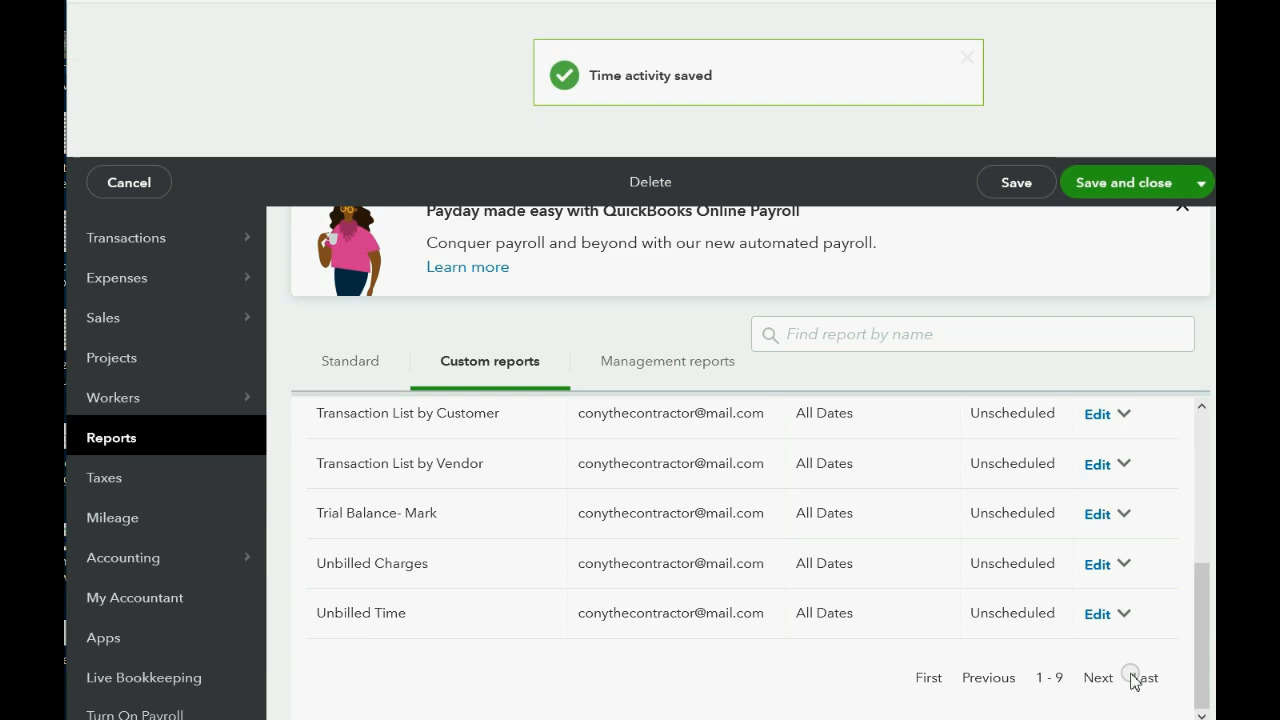 Time activity saved
Cancel
Delete
Save
Save and close
Transactions
Expenses
Sales
Projects
Workers
Reports
Taxes
Mileage
Accounting
My Accountant
Apps
Live Bookkeeping
Turn On Payroll
Payday made easy with QuickBooks Online Payroll
Conquer payroll and beyond with our new automated payroll.
Learn more
Find report by name
Standard Custom reports Management reports
Transaction List by Customer conythecontractor@mail.com All Dates Unscheduled Edit
Transaction List by Vendor conythecontractor@mail.com All Dates Unscheduled Edit
Trial Balance- Mark conythecontractor@mail.com All Dates Unscheduled Edit
Unbilled Charges conythecontractor@mail.com All Dates Unscheduled Edit
Unbilled Time conythecontractor@mail.com All Dates Unscheduled Edit
First Previous 1 - 9 Next Last